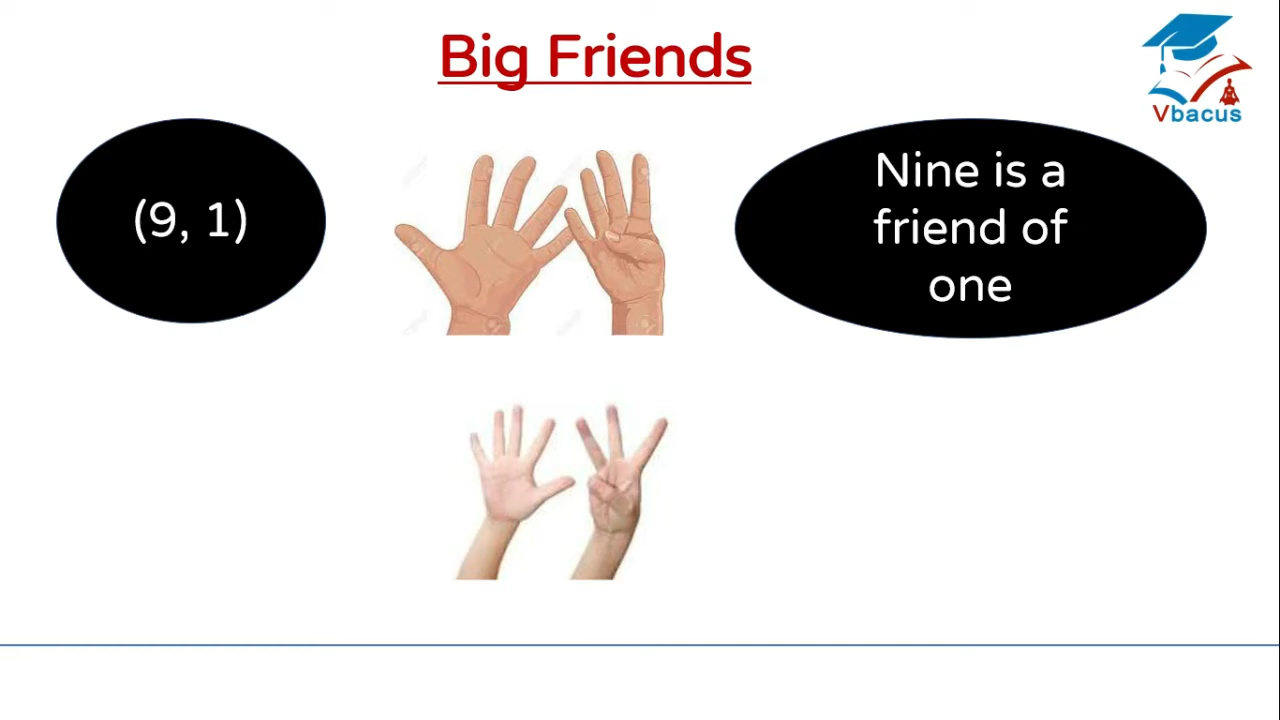 Big Friends
Vbacus
(9, 1)
Nine is a
friend of
one